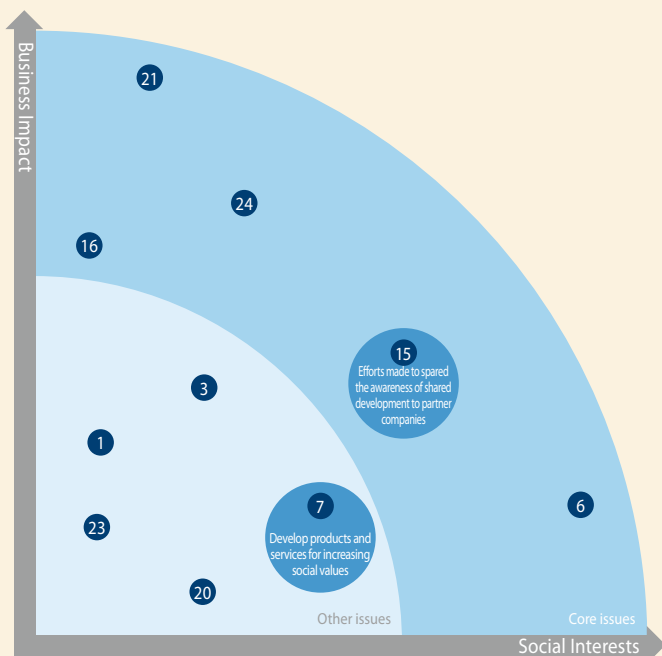 Business Impact
21
24
16
15
Efforts made to spared
the awareness of shared
development to partner
companies
3
1
6
7
Develop products and
services for increasing
social values
23
20
Other issues
Core issues
Social Interests